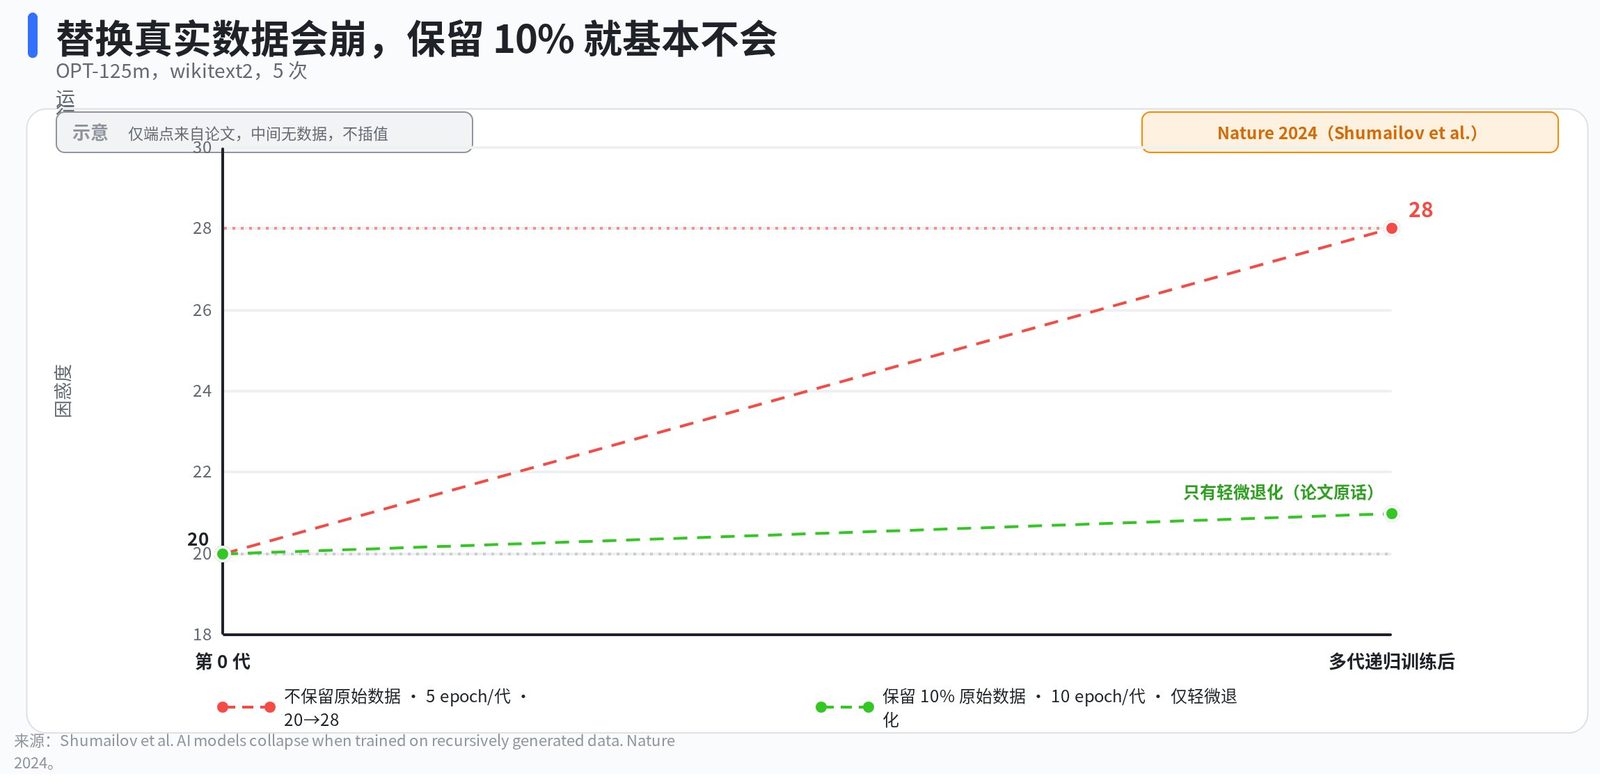 替换真实数据会崩，保留 10% 就基本不会
OPT-125m，wikitext2，5 次
运
示意 仅端点来自论文，中间无数据，不插值
Nature 2024（Shumailov et al.）
30
28
28
26
24
困惑度
22
只有轻微退化（论文原话）
20
20
18
第 0 代
多代递归训练后
不保留原始数据 · 5 epoch/代 ·
20→28
保留 10% 原始数据 · 10 epoch/代 · 仅轻微退
化
来源：Shumailov et al. AI models collapse when trained on recursively generated data. Nature
2024。